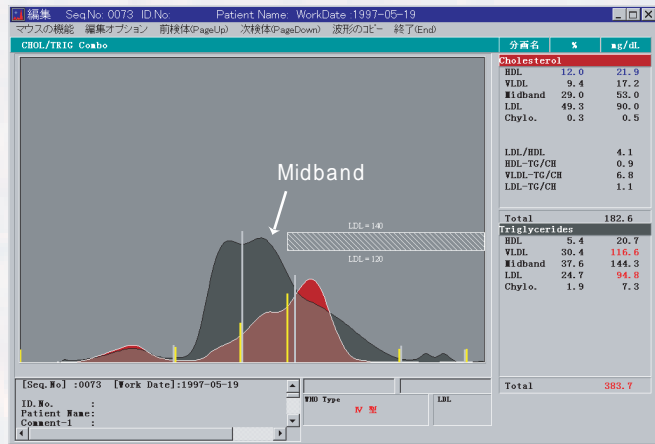 編集 SeqNo: 0073 ID.No: Patient Name: WorkDate :1997-05-19
マウスの機能 編集オプション 前検体(PageUp) 次検体(PageDown) 波形のコピー 終了(End)
CHOL/TRIG Combo
分画名 % mg/dL
Cholesterol
HDL 12.0 21.9
VLDL 9.4 17.2
Midband 29.0 53.0
LDL 49.3 90.0
Chylo. 0.3 0.5
LDL/HDL 4.1
HDL-TG/CH 0.9
VLDL-TG/CH 6.8
LDL-TG/CH 1.1
Total 182.6
Triglycerides
HDL 5.4 20.7
VLDL 30.4 116.6
Midband 37.6 144.3
LDL 24.7 94.8
Chylo. 1.9 7.3
Total 383.7
Midband
LDL = 140
LDL = 120
[Seq.No] :0073 [Work Date]:1997-05-19
ID.No. :
Patient Name:
Comment-1 :
WHO Type
IV 型
LDL